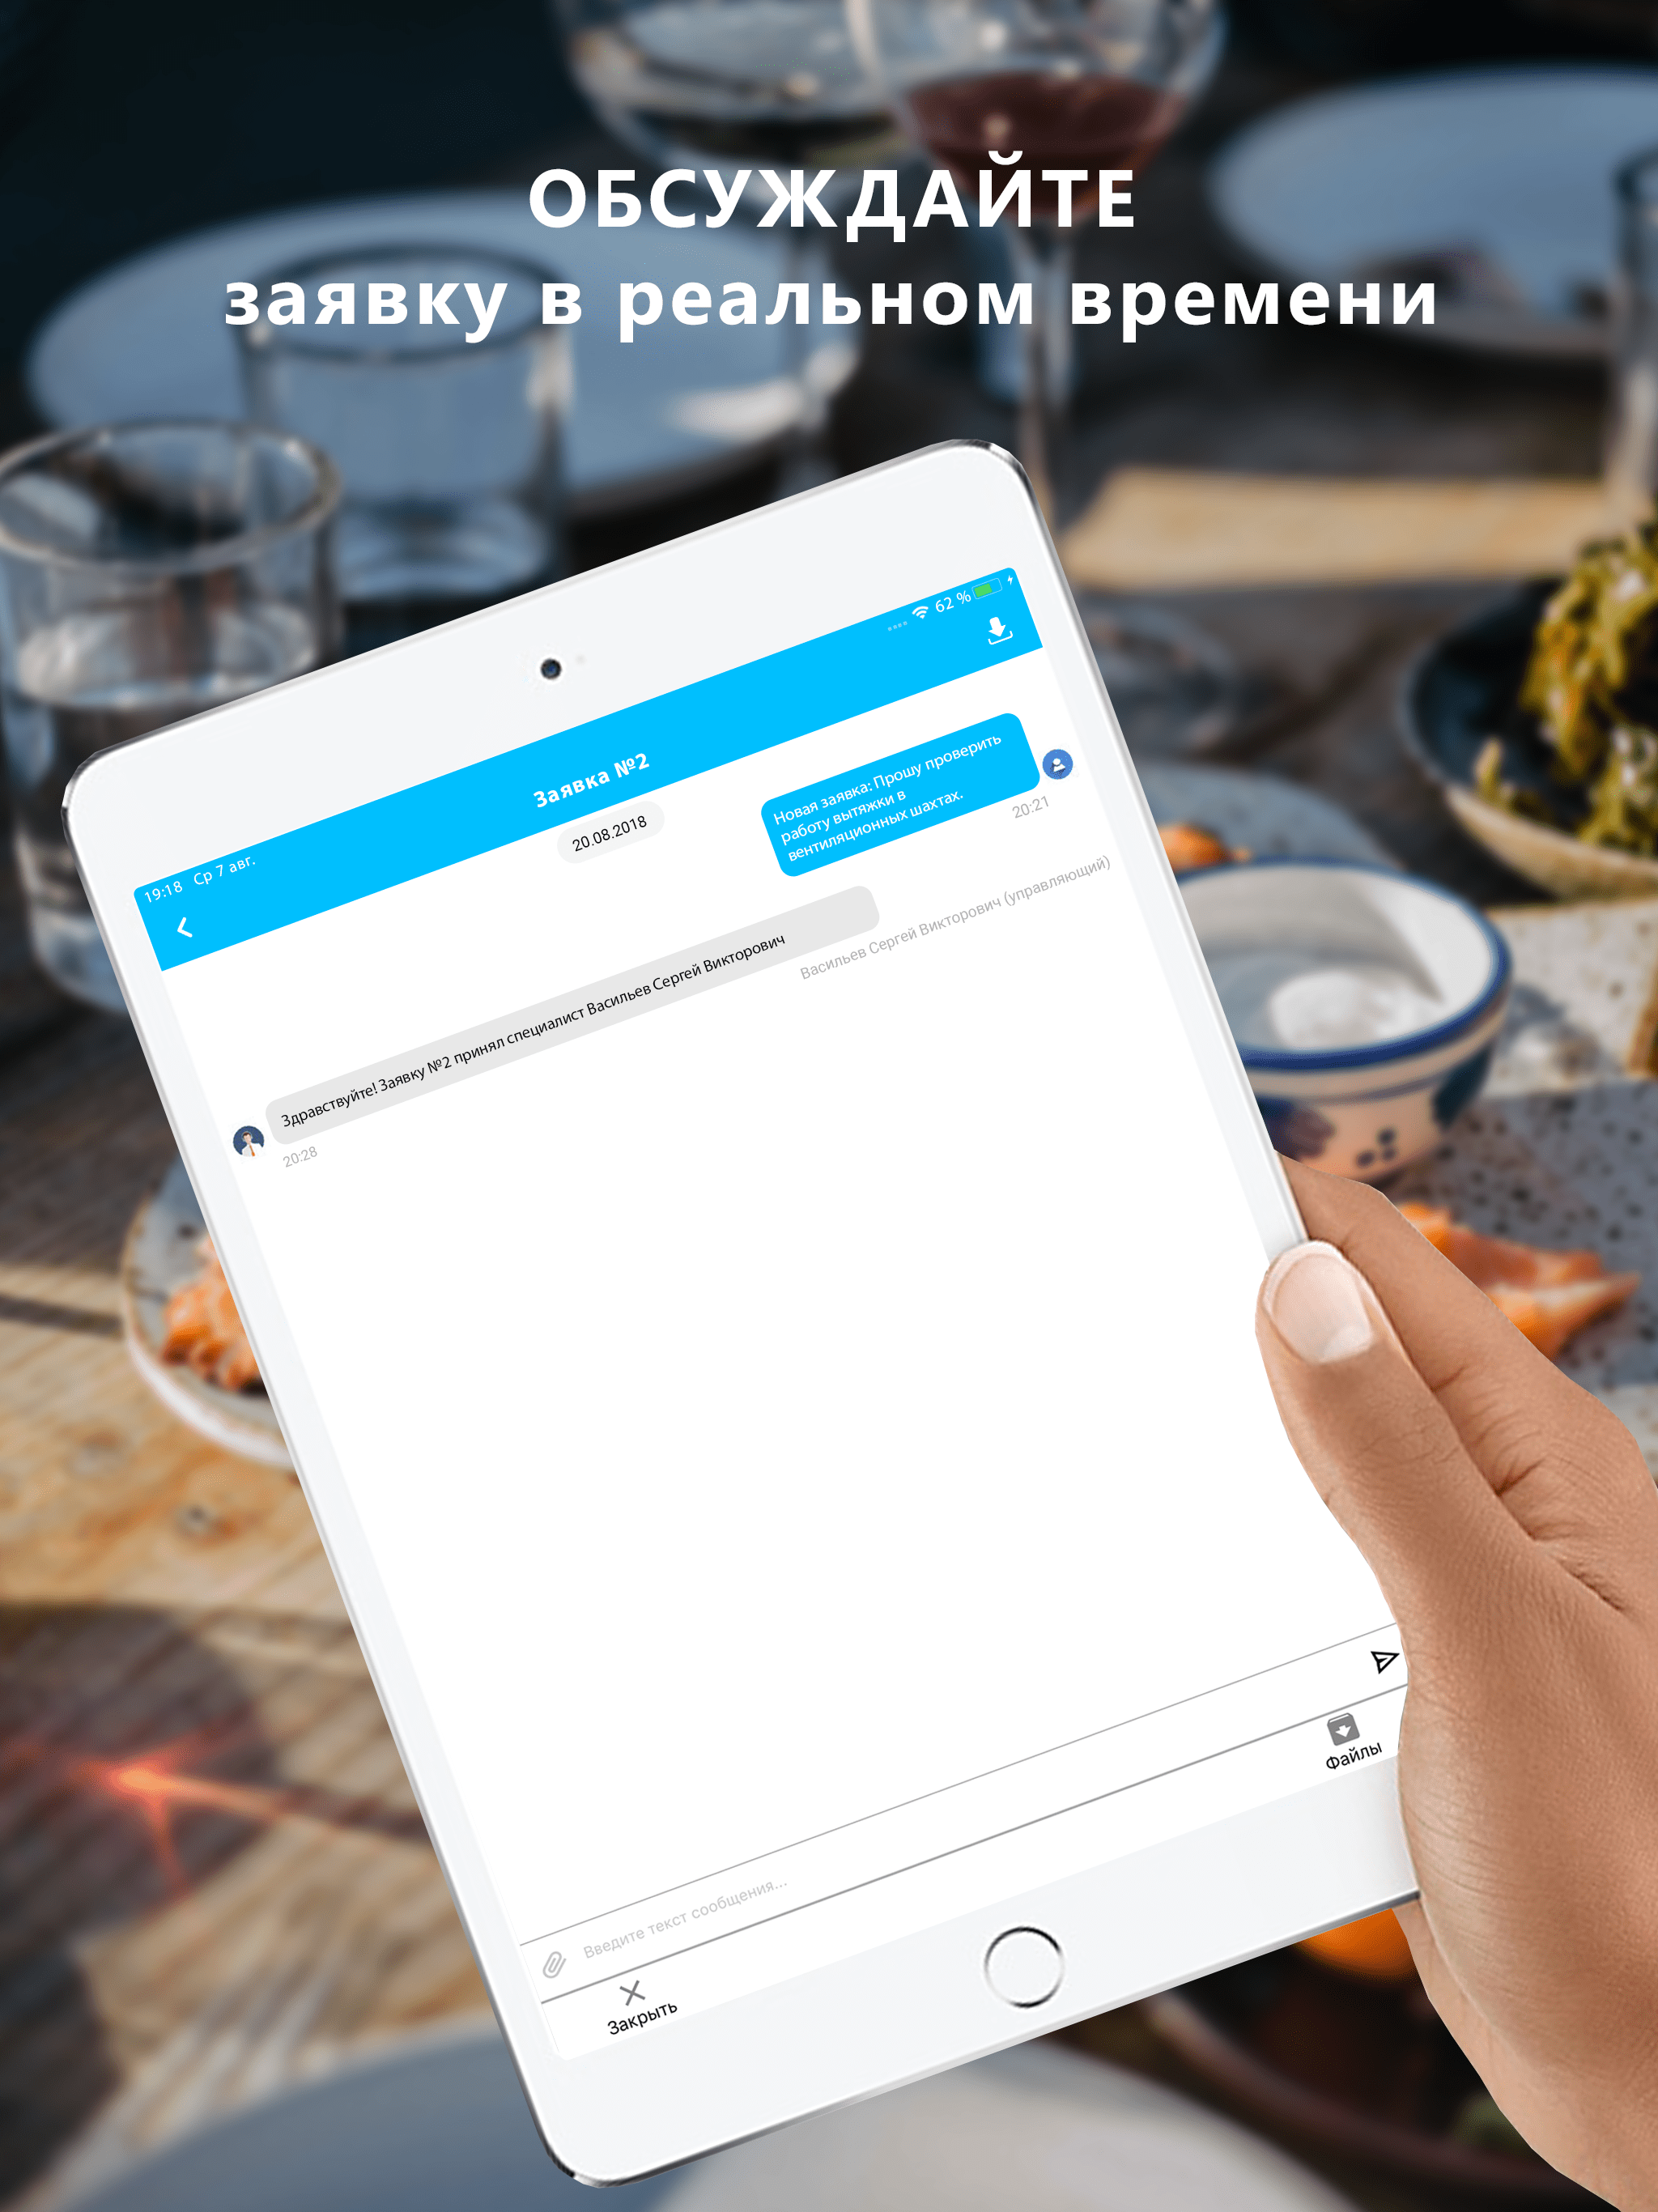 ОБСУЖДАЙТЕ
заявку в реальном времени
19:18 Ср 7 авг.
62 %
Заявка №2
20.08.2018
Новая заявка: Прошу проверить
работу вытяжки в
вентиляционных шахтах.
20:21
Здравствуйте! Заявку №2 принял специалист Васильев Сергей Викторович
Васильев Сергей Викторович (управляющий)
20:28
Введите текст сообщения...
Закрыть
Файлы